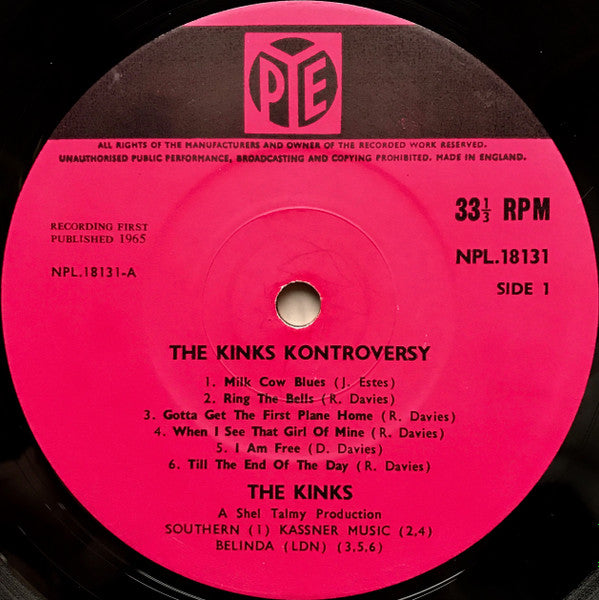 PYE
ALL RIGHTS OF THE MANUFACTURERS AND OWNER OF THE RECORDED WORK RESERVED.
UNAUTHORISED PUBLIC PERFORMANCE, BROADCASTING AND COPYING PROHIBITED. MADE IN ENGLAND.
RECORDING FIRST
PUBLISHED 1965
NPL.18131-A
33⅓ RPM
NPL.18131
SIDE 1
THE KINKS KONTROVERSY
1. Milk Cow Blues (J. Estes)
2. Ring The Bells (R. Davies)
3. Gotta Get The First Plane Home (R. Davies)
4. When I See That Girl Of Mine (R. Davies)
5. I Am Free (D. Davies)
6. Till The End Of The Day (R. Davies)
THE KINKS
A Shel Talmy Production
SOUTHERN (1) KASSNER MUSIC (2,4)
BELINDA (LDN) (3,5,6)